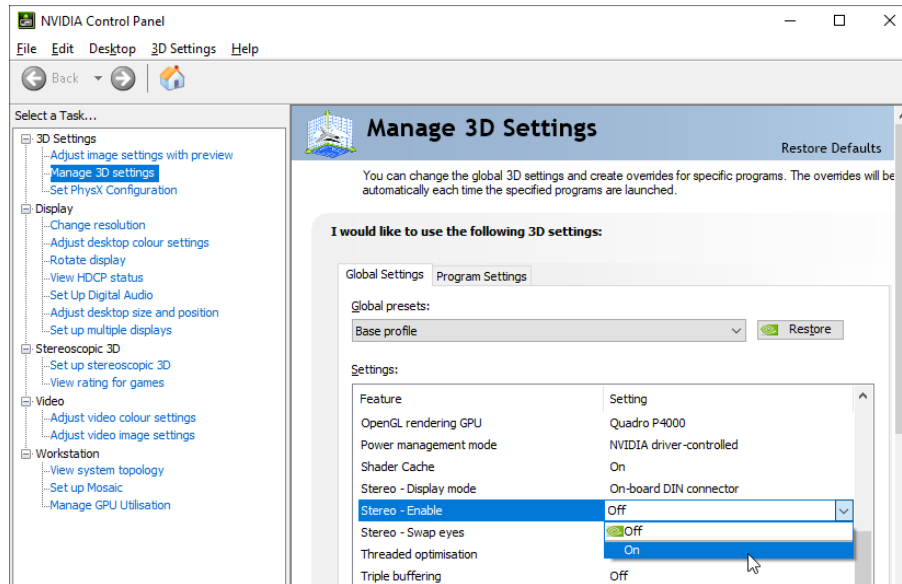 NVIDIA Control Panel
File Edit Desktop 3D Settings Help
Back
Select a Task...
3D Settings
Adjust image settings with preview
Manage 3D settings
Set PhysX Configuration
Display
Change resolution
Adjust desktop colour settings
Rotate display
View HDCP status
Set Up Digital Audio
Adjust desktop size and position
Set up multiple displays
Stereoscopic 3D
Set up stereoscopic 3D
View rating for games
Video
Adjust video colour settings
Adjust video image settings
Workstation
View system topology
Set up Mosaic
Manage GPU Utilisation
Manage 3D Settings
Restore Defaults
You can change the global 3D settings and create overrides for specific programs. The overrides will be
automatically each time the specified programs are launched.
I would like to use the following 3D settings:
Global Settings Program Settings
Global presets:
Base profile Restore
Settings:
Feature Setting
OpenGL rendering GPU Quadro P4000
Power management mode NVIDIA driver-controlled
Shader Cache On
Stereo - Display mode On-board DIN connector
Stereo - Enable Off
Stereo - Swap eyes Off
Threaded optimisation On
Triple buffering Off